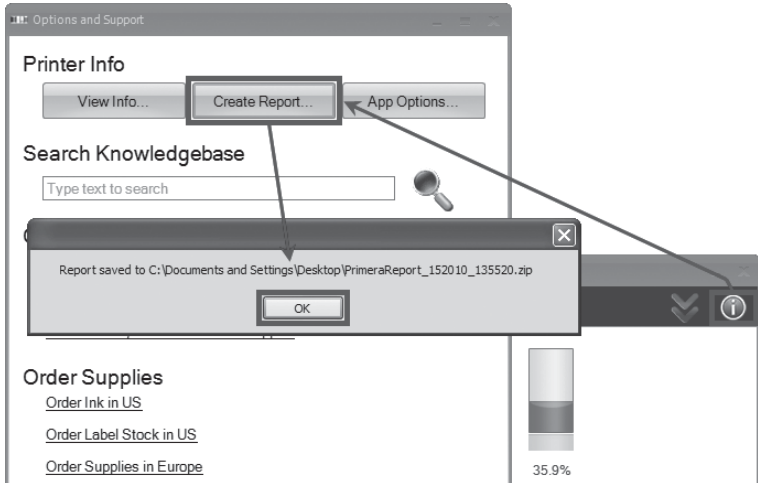 Options and Support
Printer Info
View Info...
Create Report...
App Options...
Search Knowledgebase
Type text to search
Report saved to C:\Documents and Settings\Desktop\PrimeraReport_152010_135520.zip
OK
Order Supplies
Order Ink in US
Order Label Stock in US
Order Supplies in Europe
35.9%